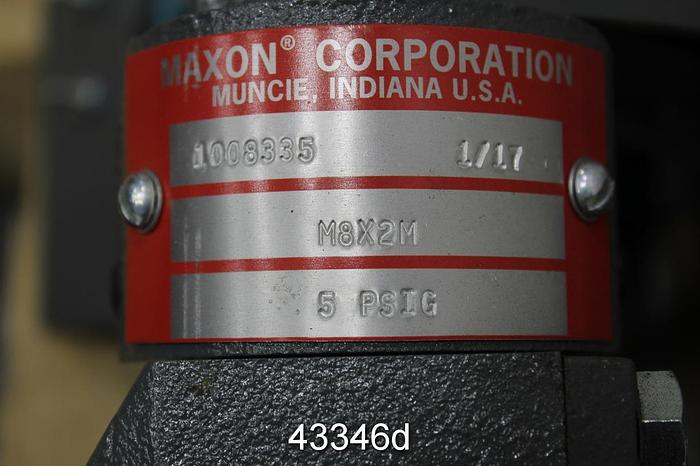 MAXON® CORPORATION
MUNCIE, INDIANA U.S.A.
1008335 1/17
M8X2M
5 PSIG
43346d